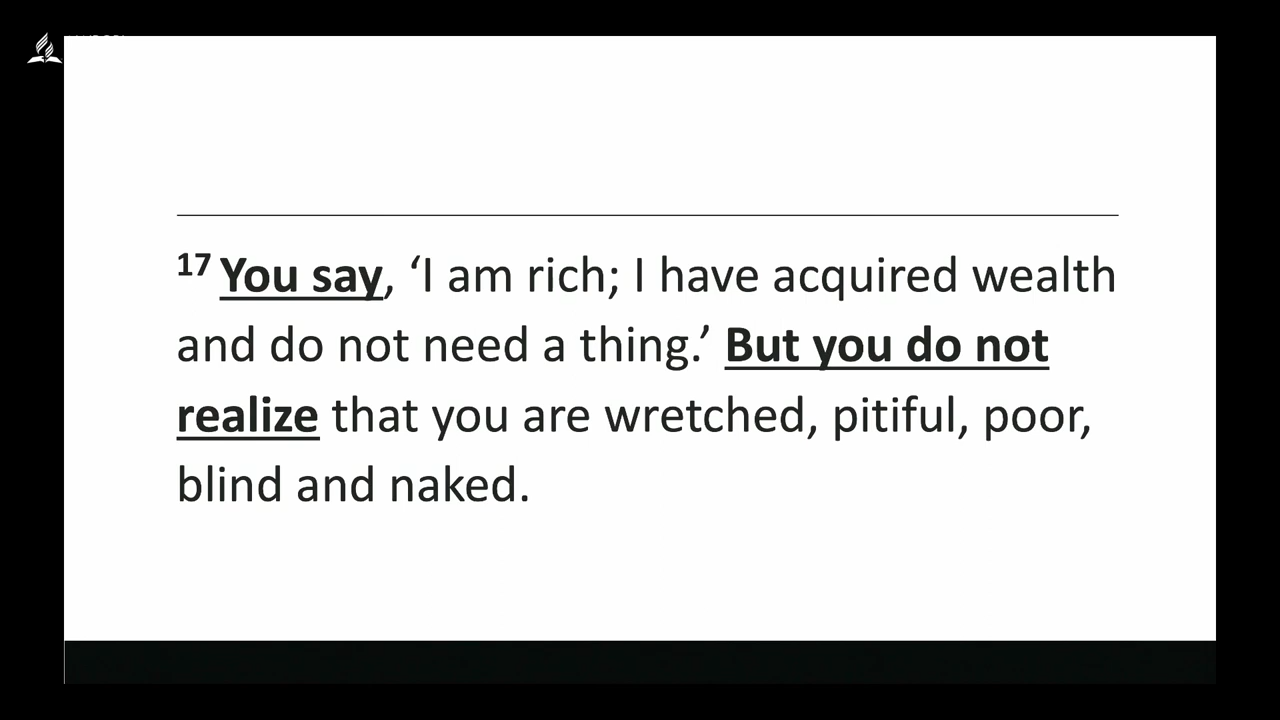 17 You say, ‘I am rich; I have acquired wealth
and do not need a thing.’ But you do not
realize that you are wretched, pitiful, poor,
blind and naked.